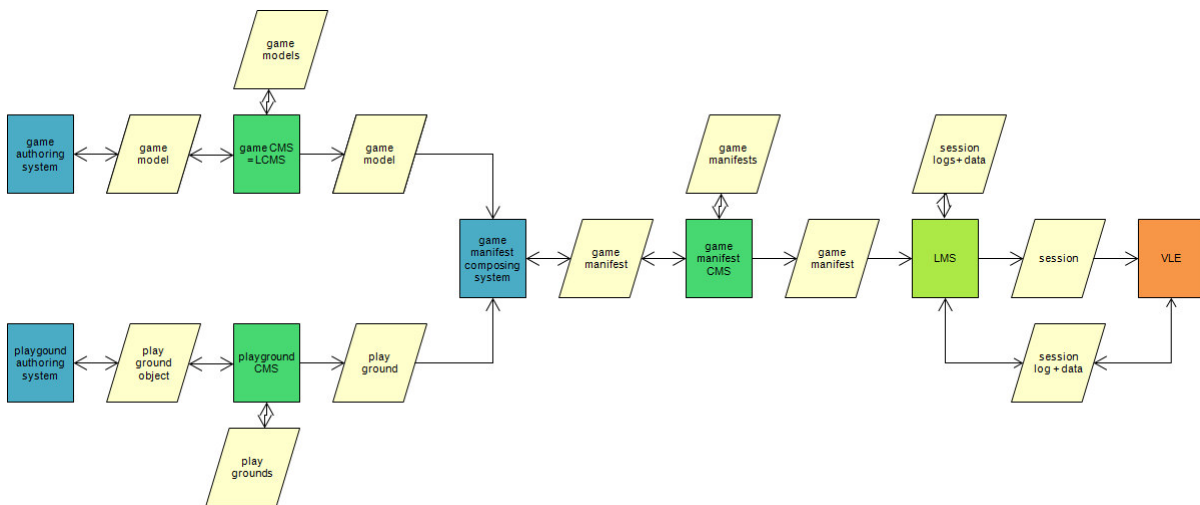 game
models
game
authoring
system
game
model
game CMS
= LCMS
game
model
game
manifests
session
logs+ data
game
manifest
composing
system
game
manifest
game
manifest
CMS
game
manifest
LMS
session
VLE
playgound
authoring
system
play
ground
object
playground
CMS
play
ground
session
log + data
play
grounds